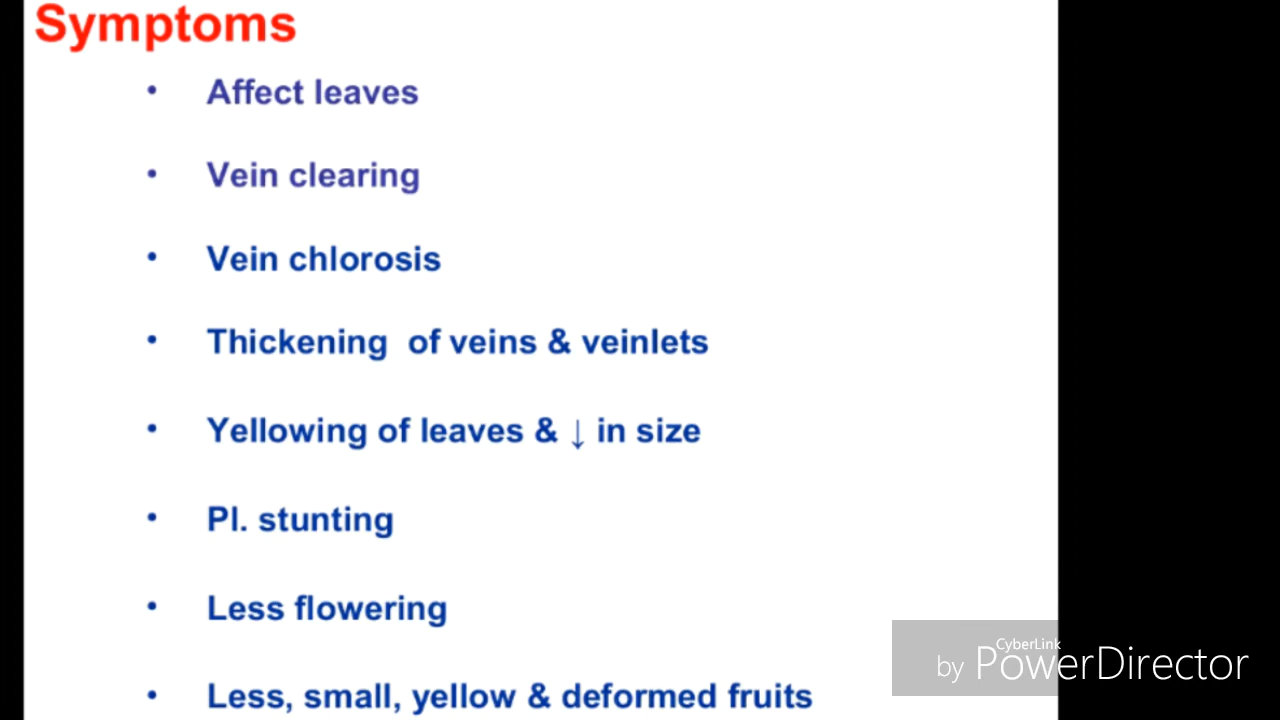 Symptoms
• Affect leaves
• Vein clearing
• Vein chlorosis
• Thickening of veins & veinlets
• Yellowing of leaves & ↓ in size
• Pl. stunting
• Less flowering
• Less, small, yellow & deformed fruits
CyberLink
by PowerDirector